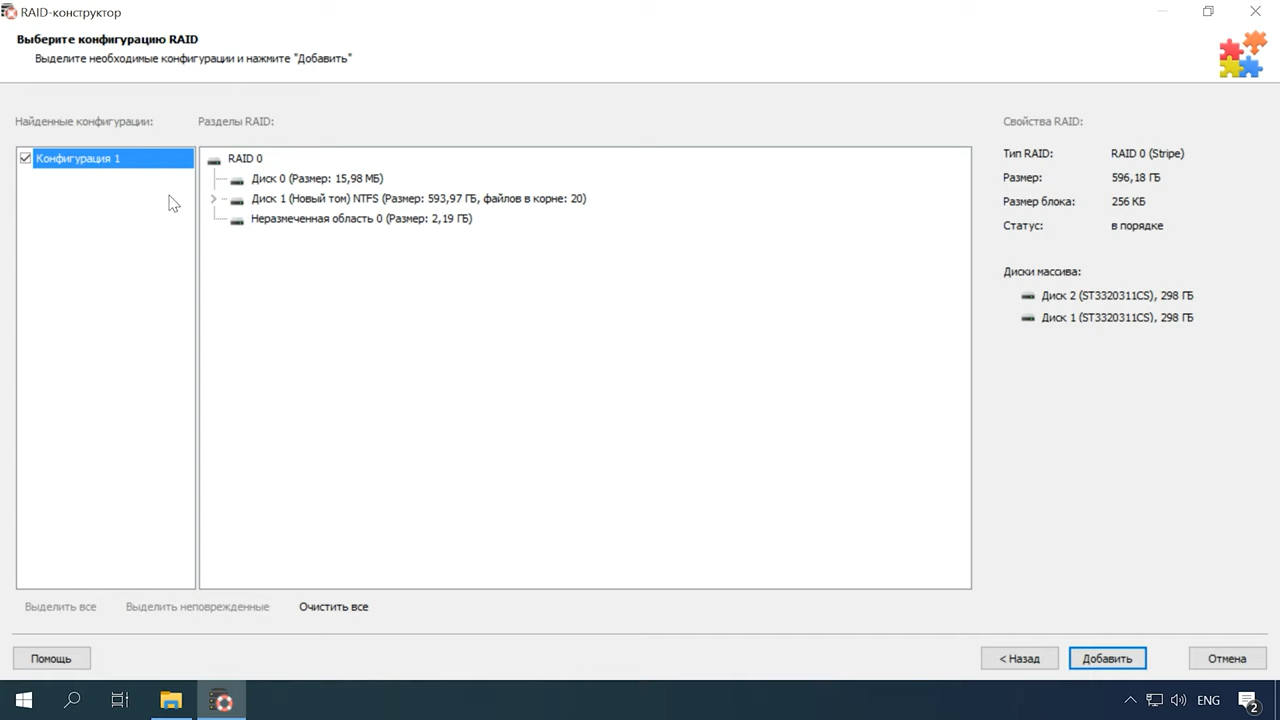 RAID-конструктор
Выберите конфигурацию RAID
Выделите необходимые конфигурации и нажмите "Добавить"
Найденные конфигурации:
Разделы RAID:
Свойства RAID:
Конфигурация 1
RAID 0
Диск 0 (Размер: 15,98 МБ)
Диск 1 (Новый том) NTFS (Размер: 593,97 ГБ, файлов в корне: 20)
Неразмеченная область 0 (Размер: 2,19 ГБ)
Тип RAID: RAID 0 (Stripe)
Размер: 596,18 ГБ
Размер блока: 256 КБ
Статус: в порядке
Диски массива:
Диск 2 (ST3320311CS), 298 ГБ
Диск 1 (ST3320311CS), 298 ГБ
Выделить все
Выделить неповрежденные
Очистить все
Помощь
< Назад
Добавить
Отмена
ENG
2